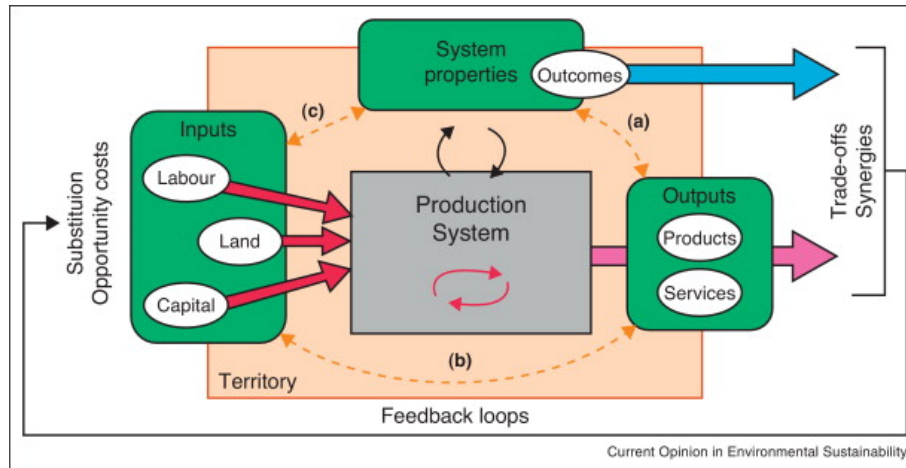 System
properties
Outcomes
(c)
(a)
Inputs
Labour
Land
Capital
Substituion
Opportunity costs
Production
System
Outputs
Products
Services
Trade-offs
Synergies
(b)
Territory
Feedback loops
Current Opinion in Environmental Sustainability